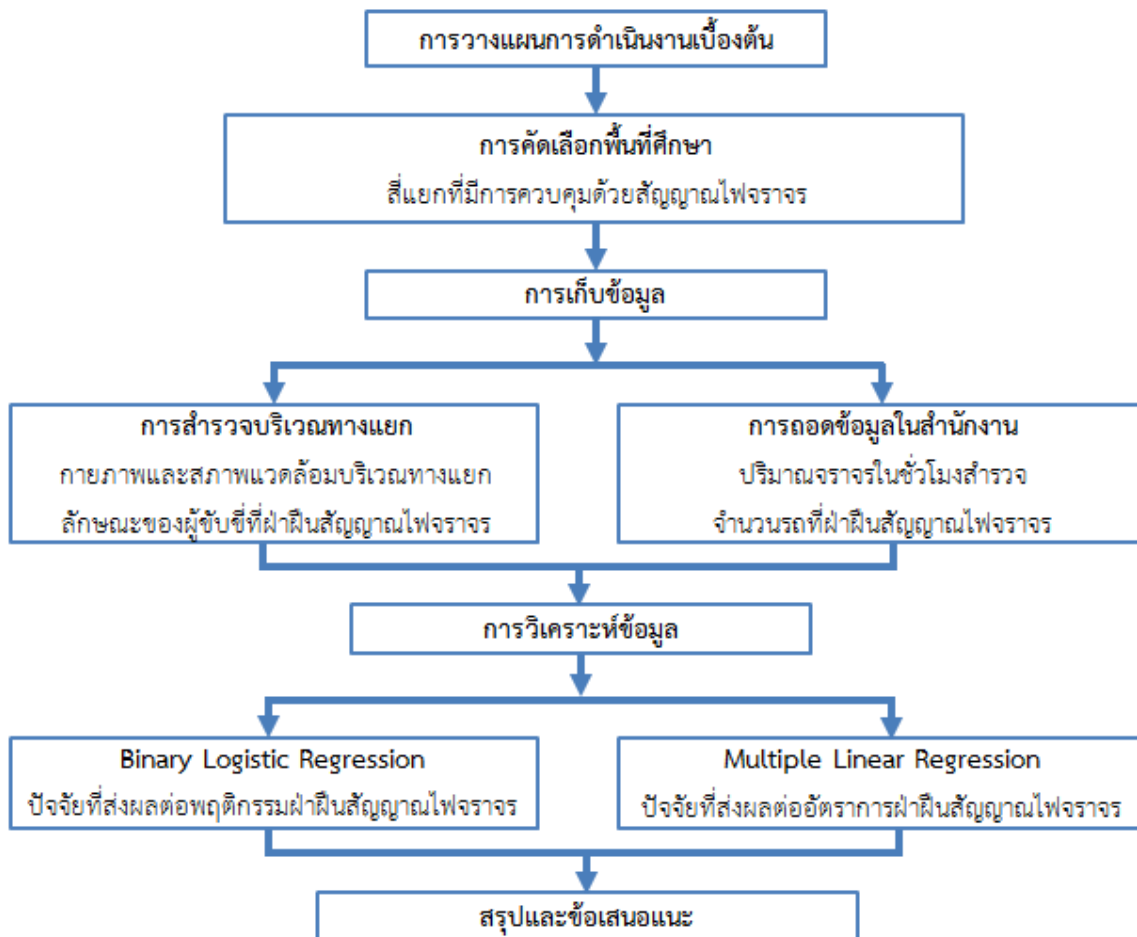 การวางแผนการดำเนินงานเบื้องต้น
การคัดเลือกพื้นที่ศึกษา
สี่แยกที่มีการควบคุมด้วยสัญญาณไฟจราจร
การเก็บข้อมูล
การสำรวจบริเวณทางแยก
กายภาพและสภาพแวดล้อมบริเวณทางแยก
ลักษณะของผู้ขับขี่ที่ฝ่าฝืนสัญญาณไฟจราจร
การถอดข้อมูลในสำนักงาน
ปริมาณจราจรในชั่วโมงสำรวจ
จำนวนรถที่ฝ่าฝืนสัญญาณไฟจราจร
การวิเคราะห์ข้อมูล
Binary Logistic Regression
ปัจจัยที่ส่งผลต่อพฤติกรรมฝ่าฝืนสัญญาณไฟจราจร
Multiple Linear Regression
ปัจจัยที่ส่งผลต่ออัตราการฝ่าฝืนสัญญาณไฟจราจร
สรุปและข้อเสนอแนะ